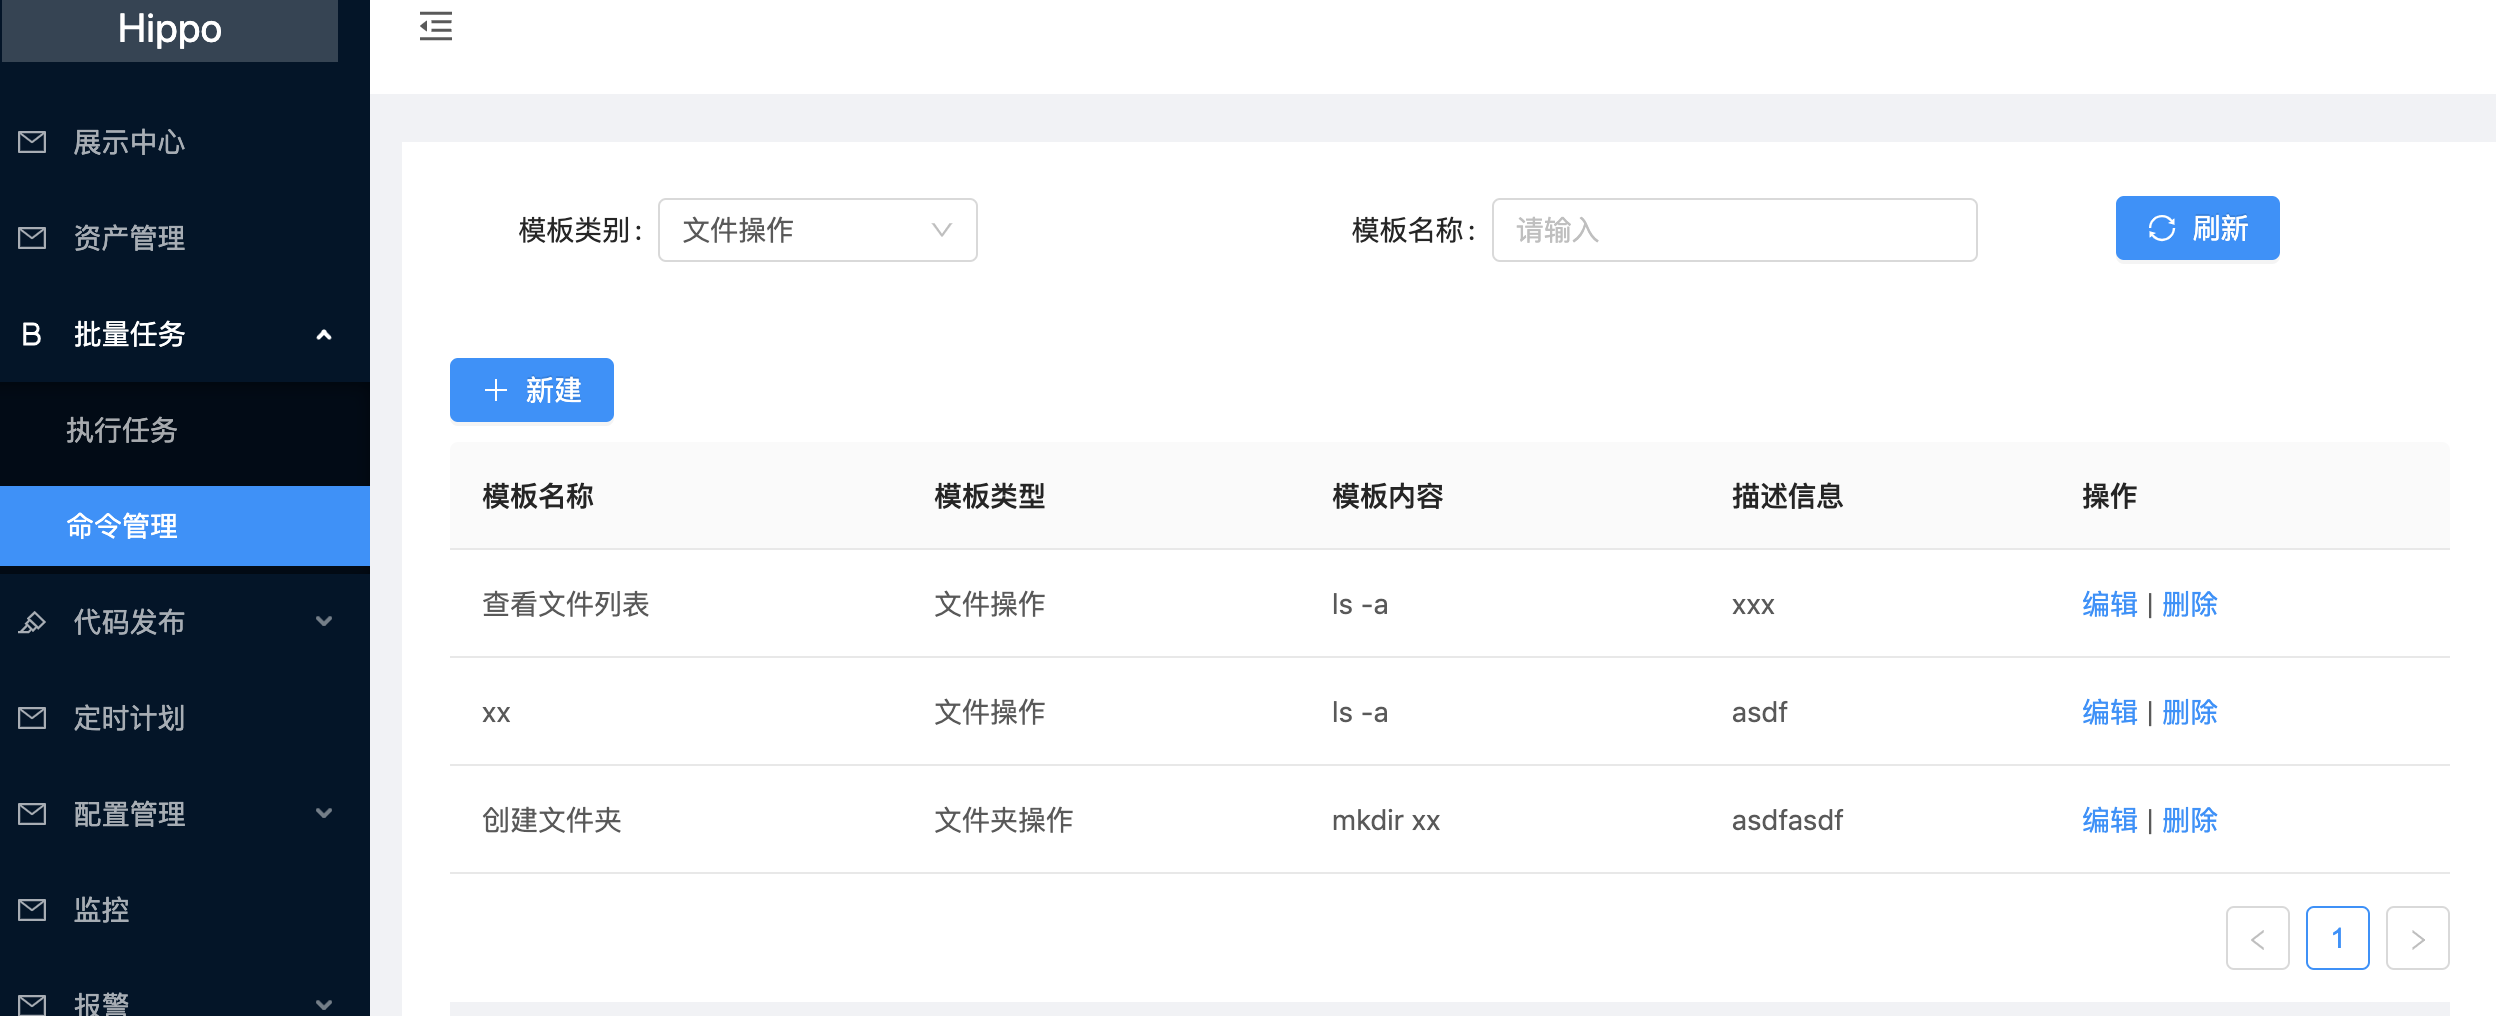 Hippo
展示中心
资产管理
B 批量任务
执行任务
命令管理
代码发布
定时计划
配置管理
监控
报警
模板类别: 文件操作 模板名称: 请输入 刷新
新建
模板名称 模板类型 模板内容 描述信息 操作
查看文件列表 文件操作 ls -a xxx 编辑 | 删除
xx 文件操作 ls -a asdf 编辑 | 删除
创建文件夹 文件夹操作 mkdir xx asdfasdf 编辑 | 删除
1